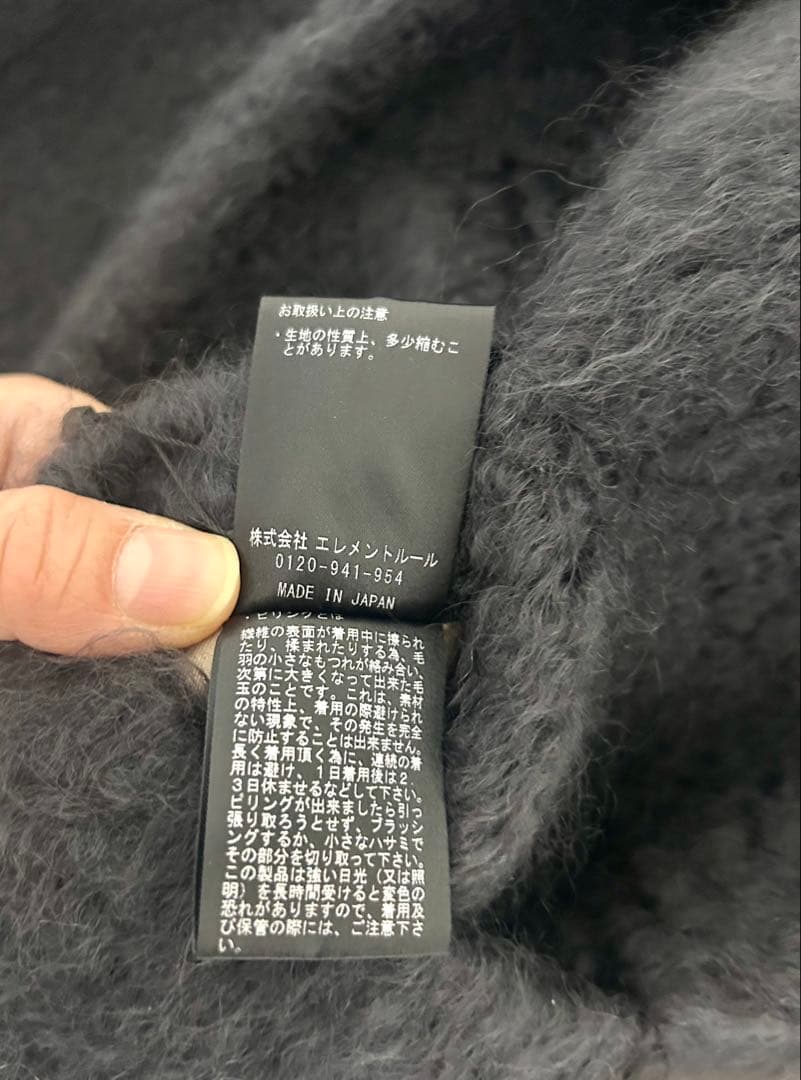 お取扱い上の注意
・生地の性質上、多少縮むこ
とがあります。
株式会社 エレメントルール
0120-941-954
MADE IN JAPAN
・ピリングとは
繊維の表面が着用中に擦られ
たり、揉まれたりする為、毛
羽の小さなもつれが絡み合い、
次第に大きくなって出来た毛
玉のことです。これは、素材
の特性上、着用の際避けられ
ない現象で、その発生を完全
に防止することは出来ません。
長く着用頂く為に、連続の着
用は避け、1日着用後は2、
3日休ませるなどして下さい。
ピリングが出来ましたら引っ
張り取ろうとせず、ブラッシ
ングするか、小さなハサミで
その部分を切り取って下さい。
この製品は強い日光（又は照
明）を長時間受けると変色の
恐れがありますので、着用及
び保管の際には、ご注意下さ
い。